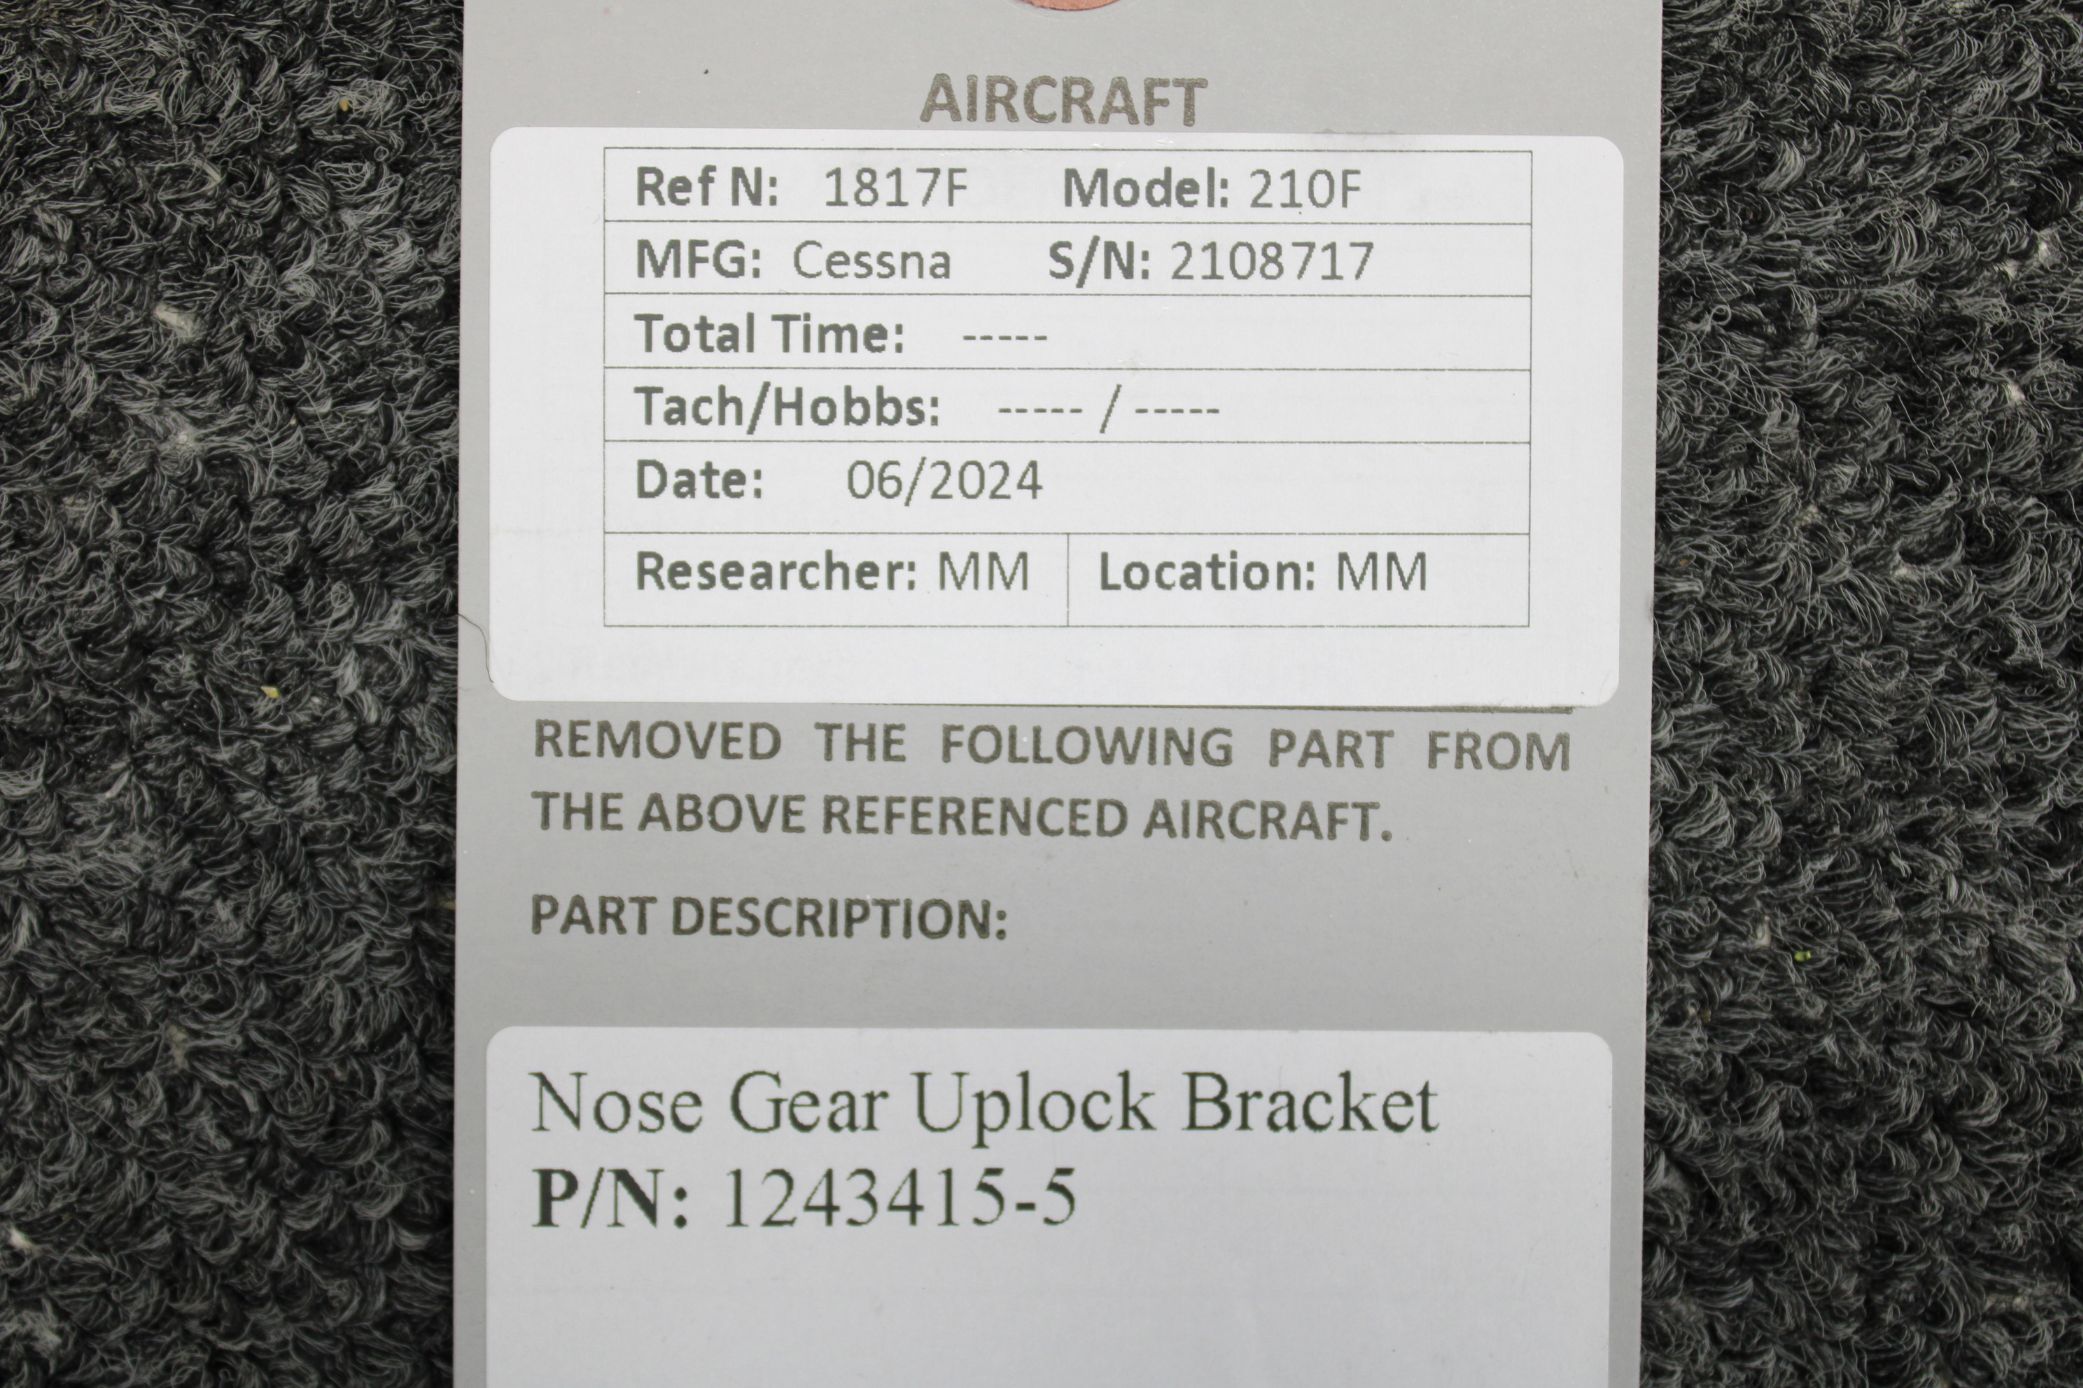 AIRCRAFT
Ref N: 1817F Model: 210F
MFG: Cessna S/N: 2108717
Total Time: -----
Tach/Hobbs: ----- / -----
Date: 06/2024
Researcher: MM Location: MM
REMOVED THE FOLLOWING PART FROM
THE ABOVE REFERENCED AIRCRAFT.
PART DESCRIPTION:
Nose Gear Uplock Bracket
P/N: 1243415-5